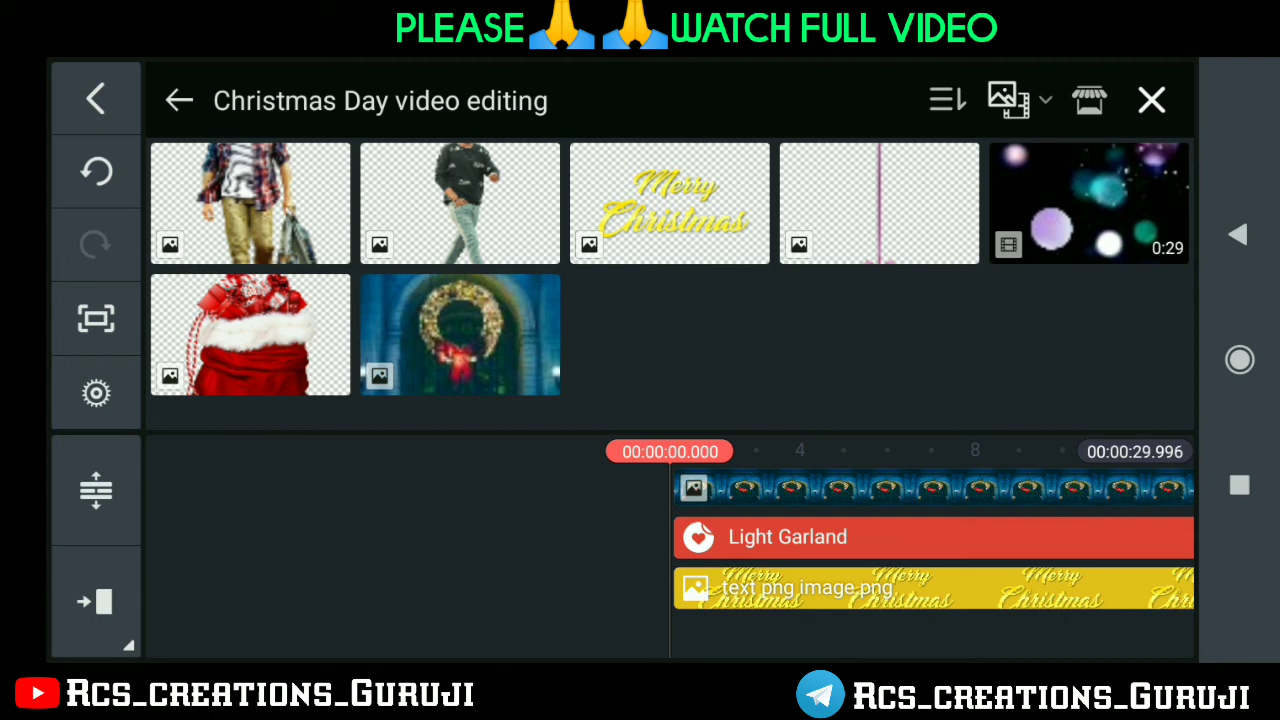 PLEASE🙏 🙏WATCH FULL VIDEO
Christmas Day video editing
Merry
Christmas
0:29
00:00:00.000
4
8
00:00:29.996
Light Garland
text png image.png
Merry Merry Merry
Christmas Christmas Christmas
Rcs_creations_Guruji
Rcs_creations_Guruji